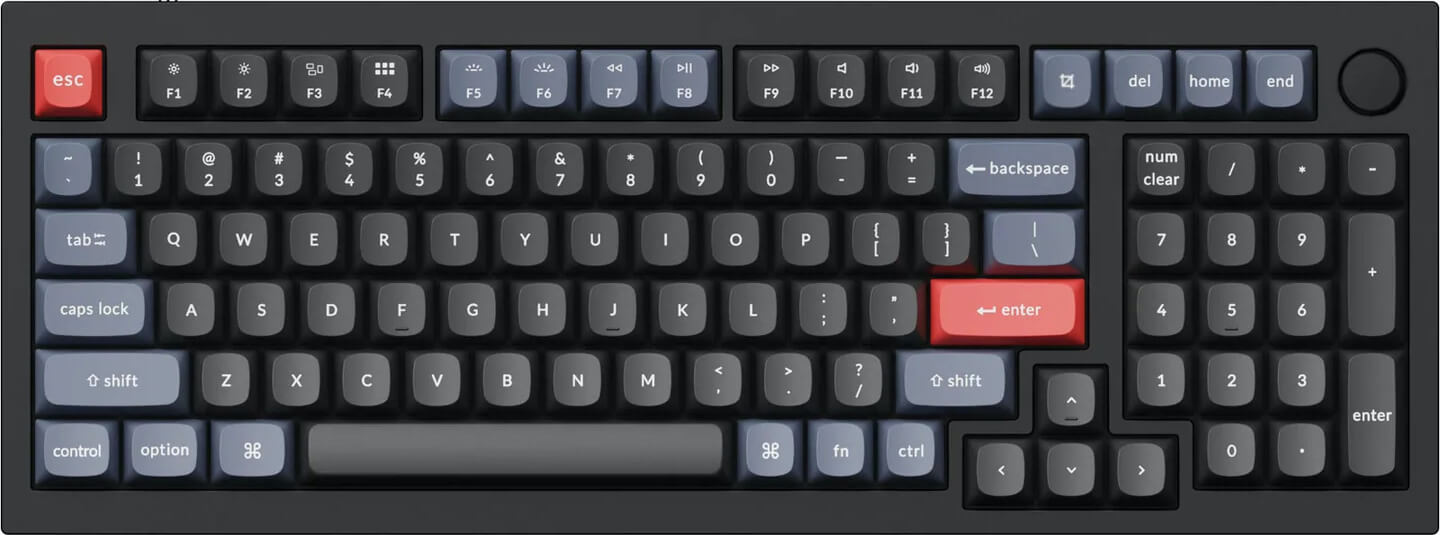 esc F1 F2 F3 F4 F5 F6 F7 F8 F9 F10 F11 F12 del home end
~ ` ! 1 @ 2 # 3 $ 4 % 5 ^ 6 & 7 * 8 ( 9 ) 0 — - + = ← backspace num clear / * -
tab Q W E R T Y U I O P { [ } ] | \ 7 8 9 +
caps lock A S D F G H J K L : ; " , enter 4 5 6
⇧ shift Z X C V B N M < , > . ? / ⇧ shift ^ 1 2 3 enter
control option ⌘ ⌘ fn ctrl < ⌄ > 0 .